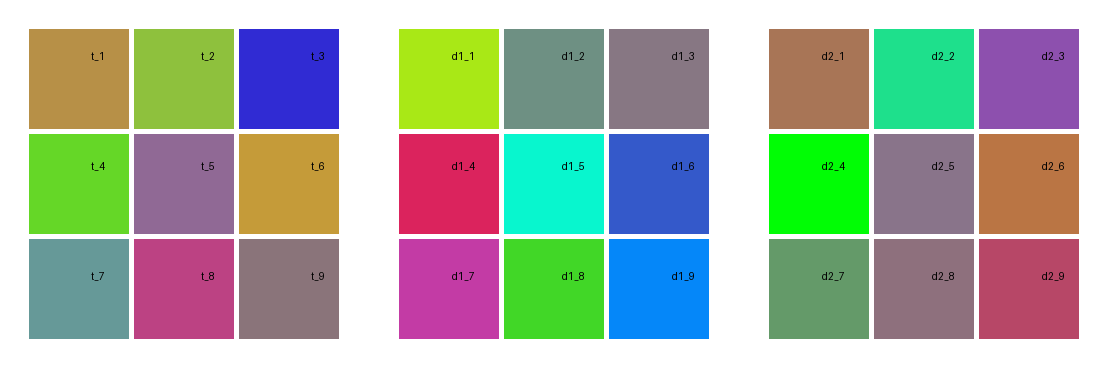 t_1 t_2 t_3 d1_1 d1_2 d1_3 d2_1 d2_2 d2_3
t_4 t_5 t_6 d1_4 d1_5 d1_6 d2_4 d2_5 d2_6
t_7 t_8 t_9 d1_7 d1_8 d1_9 d2_7 d2_8 d2_9